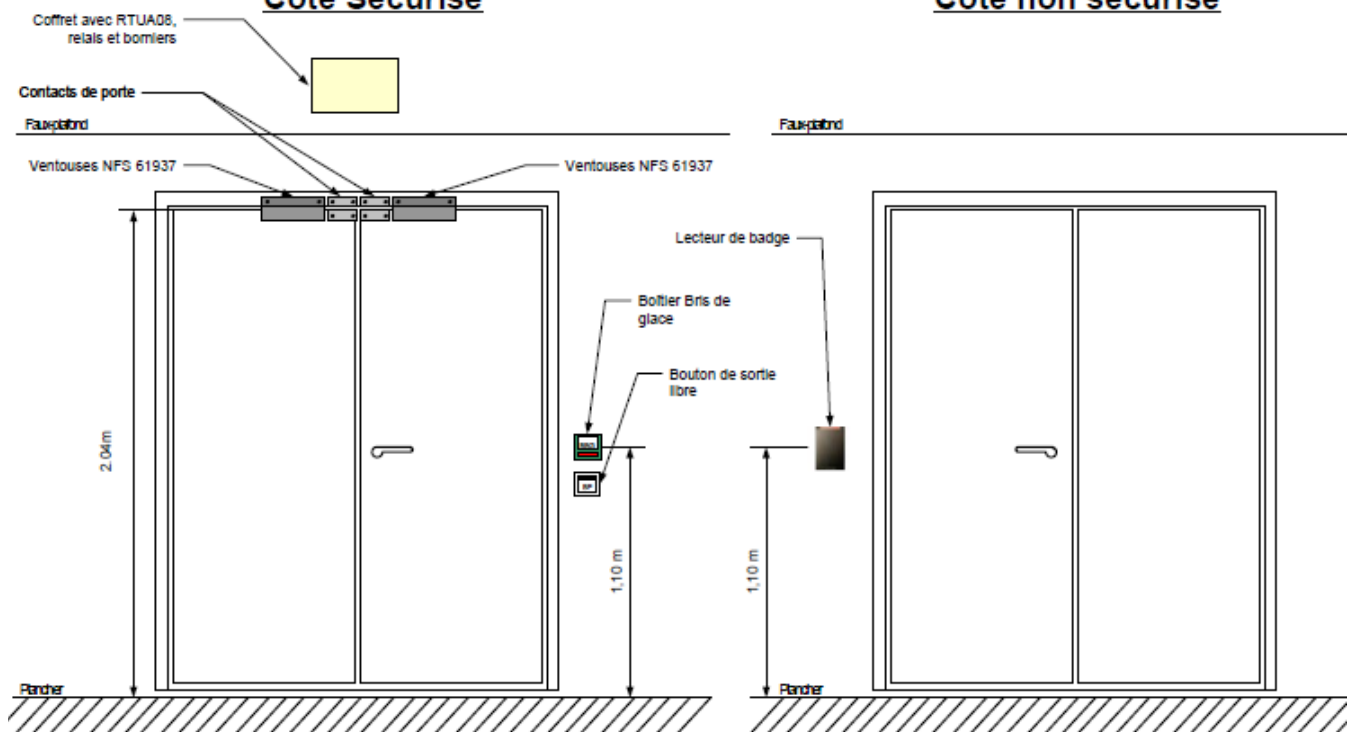 Côté Sécurisé
Côté non sécurisé
Coffret avec RTUA08,
relais et borniers
Contacts de porte
Faux-plafond
Faux-plafond
Ventouses NFS 61937
Ventouses NFS 61937
Lecteur de badge
Boîtier Bris de
glace
Bouton de sortie
libre
2.04m
BP
1,10 m
1,10 m
Plancher
Plancher